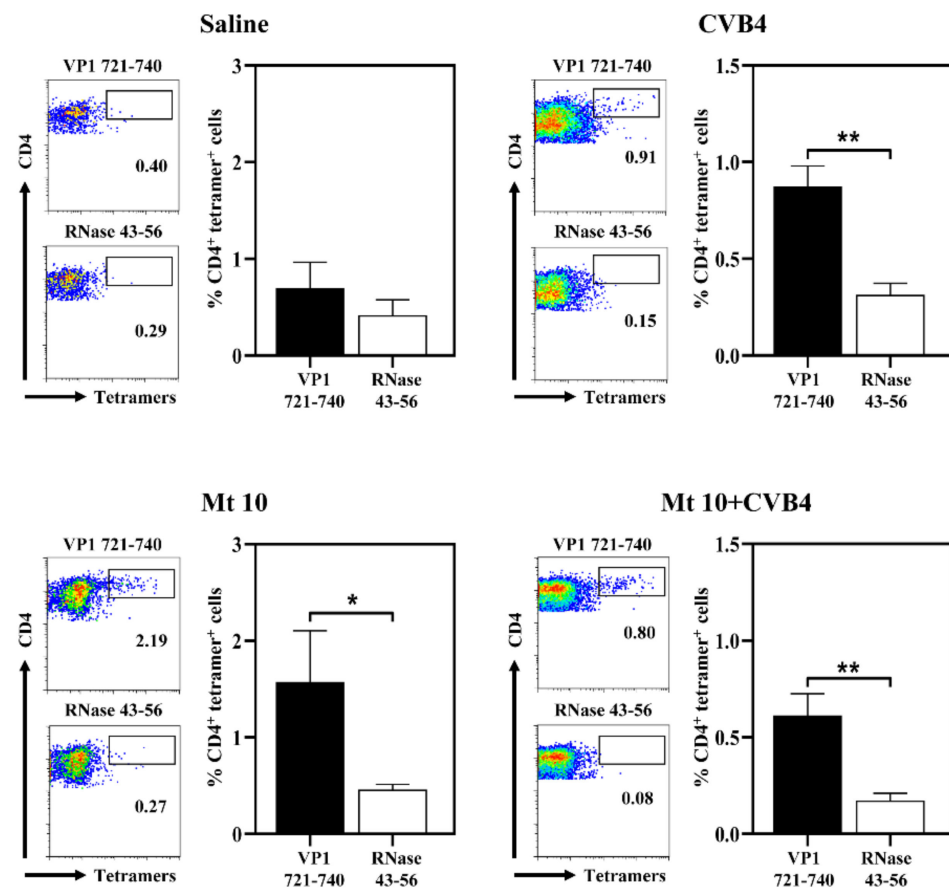 Saline
VP1 721-740
CD4
0.40
RNase 43-56
0.29
Tetramers
% CD4⁺ tetramer⁺ cells
3
2
1
0
VP1
721-740
RNase
43-56
CVB4
VP1 721-740
CD4
0.91
RNase 43-56
0.15
Tetramers
% CD4⁺ tetramer⁺ cells
1.5
1.0
0.5
0.0
**
VP1
721-740
RNase
43-56
Mt 10
VP1 721-740
CD4
2.19
RNase 43-56
0.27
Tetramers
% CD4⁺ tetramer⁺ cells
3
2
1
0
*
VP1
721-740
RNase
43-56
Mt 10+CVB4
VP1 721-740
CD4
0.80
RNase 43-56
0.08
Tetramers
% CD4⁺ tetramer⁺ cells
1.5
1.0
0.5
0.0
**
VP1
721-740
RNase
43-56